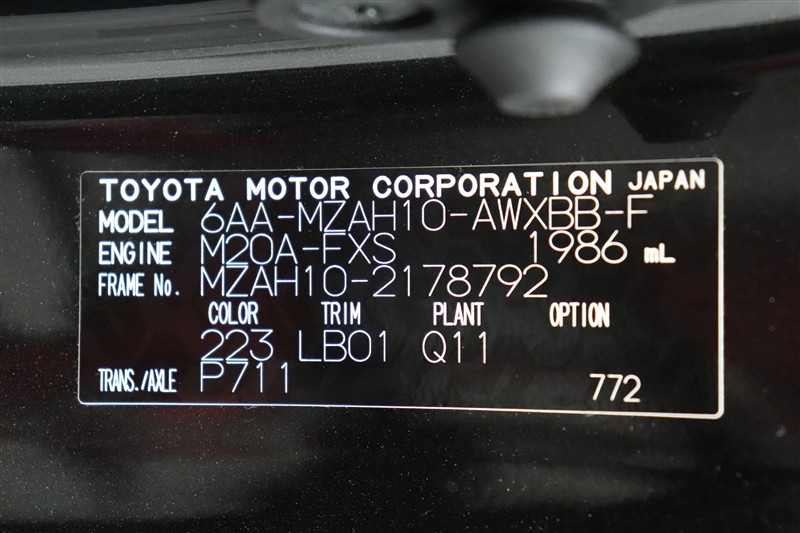 TOYOTA MOTOR CORPORATION JAPAN
MODEL 6AA-MZAH10-AWXBB-F
ENGINE M20A-FXS 1986 mL
FRAME No. MZAH10-2178792
COLOR TRIM PLANT OPTION
223 LB01 Q11
TRANS./AXLE P711 772